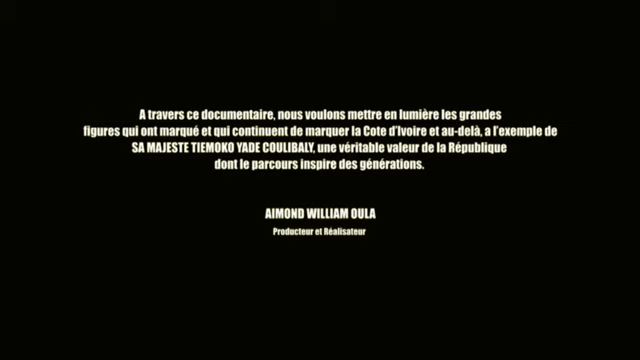 A travers ce documentaire, nous voulons mettre en lumière les grandes
figures qui ont marqué et qui continuent de marquer la Cote d'Ivoire et au-delà, a l'exemple de
SA MAJESTE TIEMOKO YADE COULIBALY, une véritable valeur de la République
dont le parcours inspire des générations.
AIMOND WILLIAM OULA
Producteur et Réalisateur